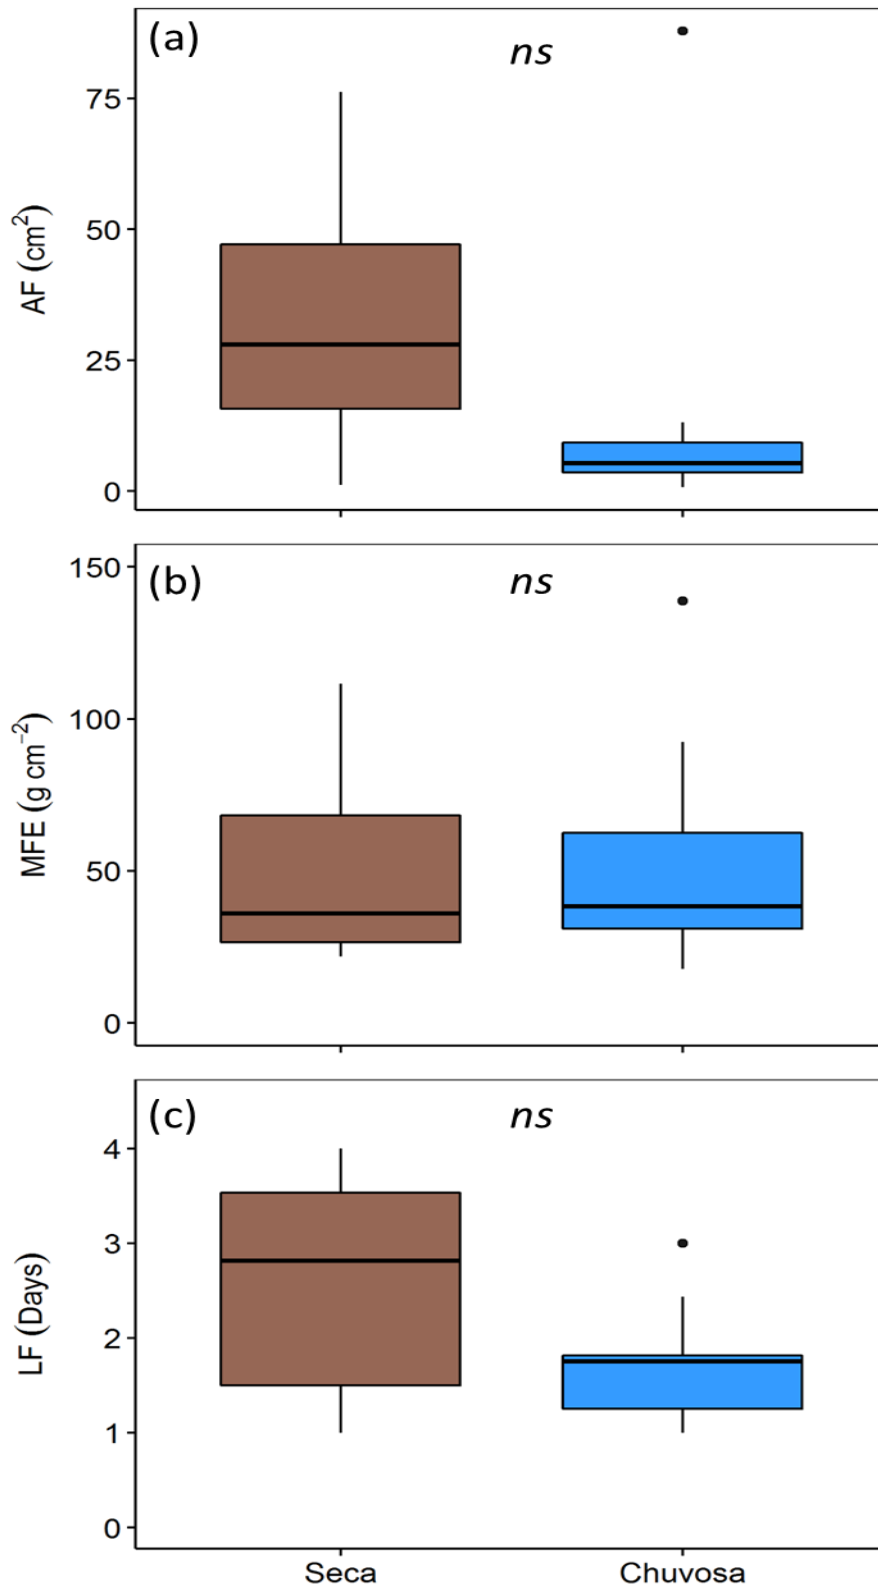 (a)
ns
75
50
25
0
AF (cm²)
(b)
ns
150
100
50
0
MFE (g cm⁻²)
(c)
ns
4
3
2
1
0
LF (Days)
Seca
Chuvosa